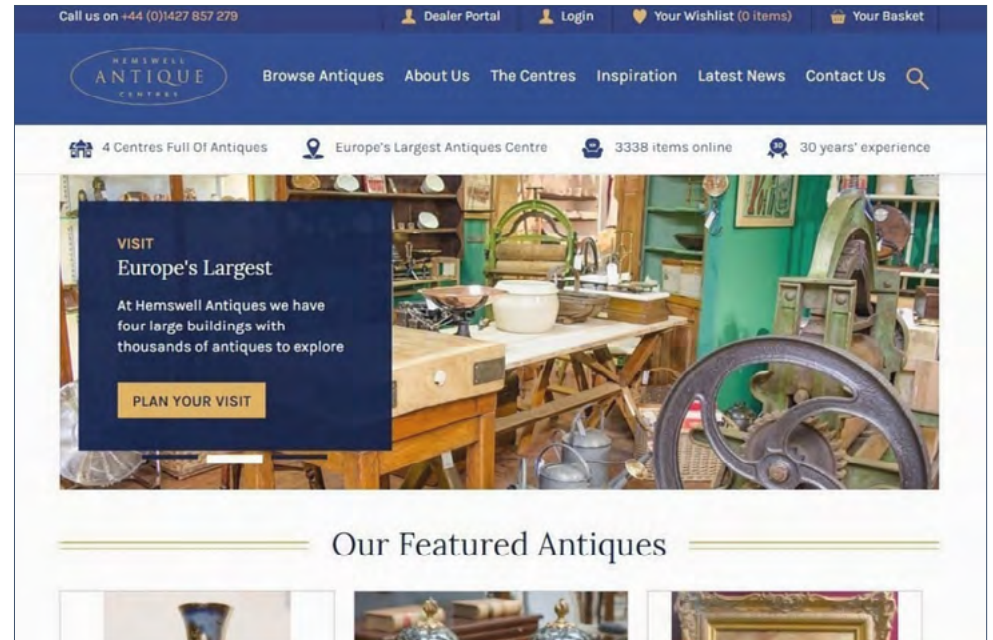 Call us on +44 (0)1427 857 279
Dealer Portal
Login
Your Wishlist (0 items)
Your Basket
HEMSWELL
ANTIQUE
CENTRES
Browse Antiques
About Us
The Centres
Inspiration
Latest News
Contact Us
4 Centres Full Of Antiques
Europe's Largest Antiques Centre
3338 items online
30
30 years' experience
VISIT
Europe's Largest
At Hemswell Antiques we have
four large buildings with
thousands of antiques to explore
PLAN YOUR VISIT
Our Featured Antiques